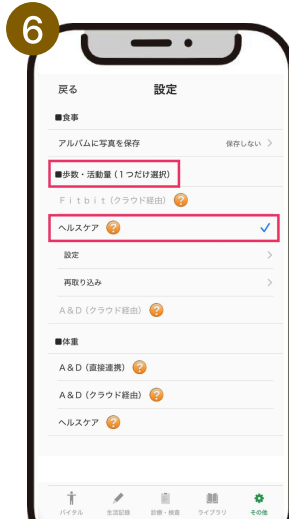 6
戻る 設定
■食事
アルバムに写真を保存 保存しない
■歩数・活動量(1つだけ選択)
Fitbit(クラウド経由) ?
ヘルスケア ?
設定
再取り込み
A&D(クラウド経由) ?
■体重
A&D(直接連携) ?
A&D(クラウド経由) ?
ヘルスケア ?
バイタル 生活記録 診療・検査 ライブラリ その他